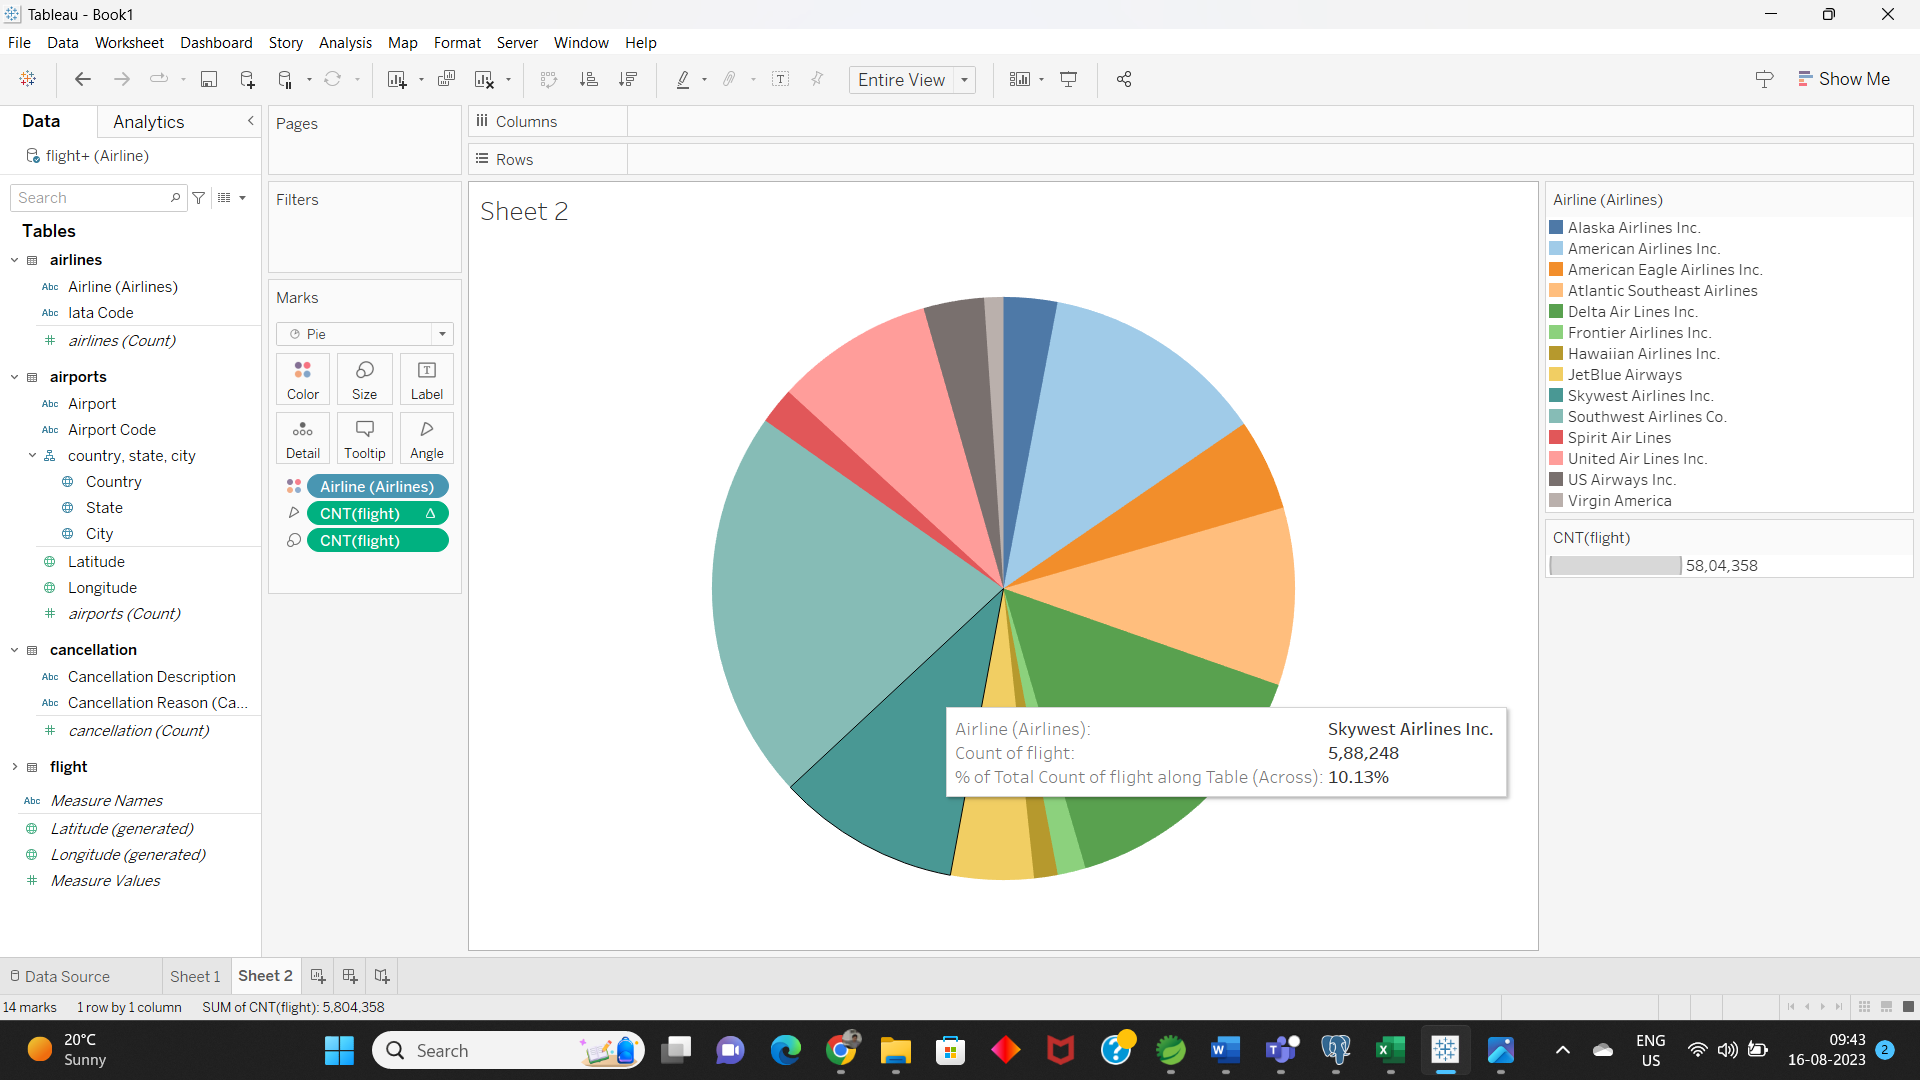 Tableau - Book1
File Data Worksheet Dashboard Story Analysis Map Format Server Window Help
Entire View
Show Me
Data Analytics
flight+ (Airline)
Search
Tables
airlines
Abc Airline (Airlines)
Abc Iata Code
# airlines (Count)
airports
Abc Airport
Abc Airport Code
country, state, city
Country
State
City
Latitude
Longitude
# airports (Count)
cancellation
Abc Cancellation Description
Abc Cancellation Reason (Ca...
# cancellation (Count)
flight
Abc Measure Names
Latitude (generated)
Longitude (generated)
# Measure Values
Pages
Filters
Marks
Pie
Color Size Label
Detail Tooltip Angle
Airline (Airlines)
CNT(flight) Δ
CNT(flight)
Columns
Rows
Sheet 2
Airline (Airlines): Skywest Airlines Inc.
Count of flight: 5,88,248
% of Total Count of flight along Table (Across): 10.13%
Airline (Airlines)
Alaska Airlines Inc.
American Airlines Inc.
American Eagle Airlines Inc.
Atlantic Southeast Airlines
Delta Air Lines Inc.
Frontier Airlines Inc.
Hawaiian Airlines Inc.
JetBlue Airways
Skywest Airlines Inc.
Southwest Airlines Co.
Spirit Air Lines
United Air Lines Inc.
US Airways Inc.
Virgin America
CNT(flight)
58,04,358
Data Source Sheet 1 Sheet 2
14 marks 1 row by 1 column SUM of CNT(flight): 5,804,358
20°C
Sunny
Search
ENG
US
09:43
16-08-2023
2